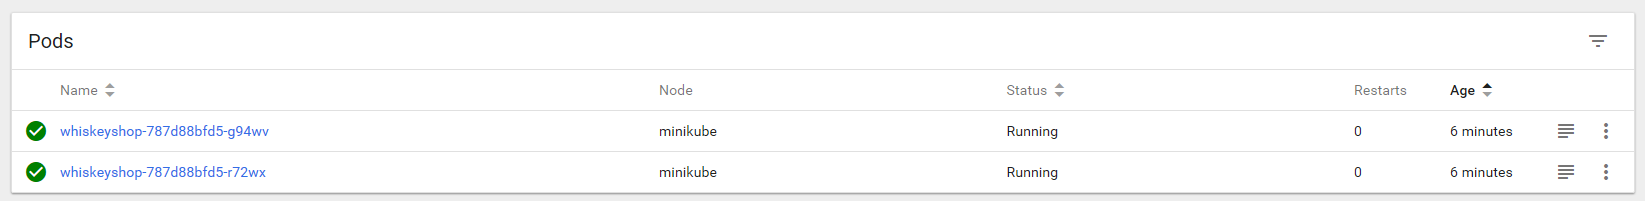 Pods
Name Node Status Restarts Age
whiskeyshop-787d88bfd5-g94wv minikube Running 0 6 minutes
whiskeyshop-787d88bfd5-r72wx minikube Running 0 6 minutes